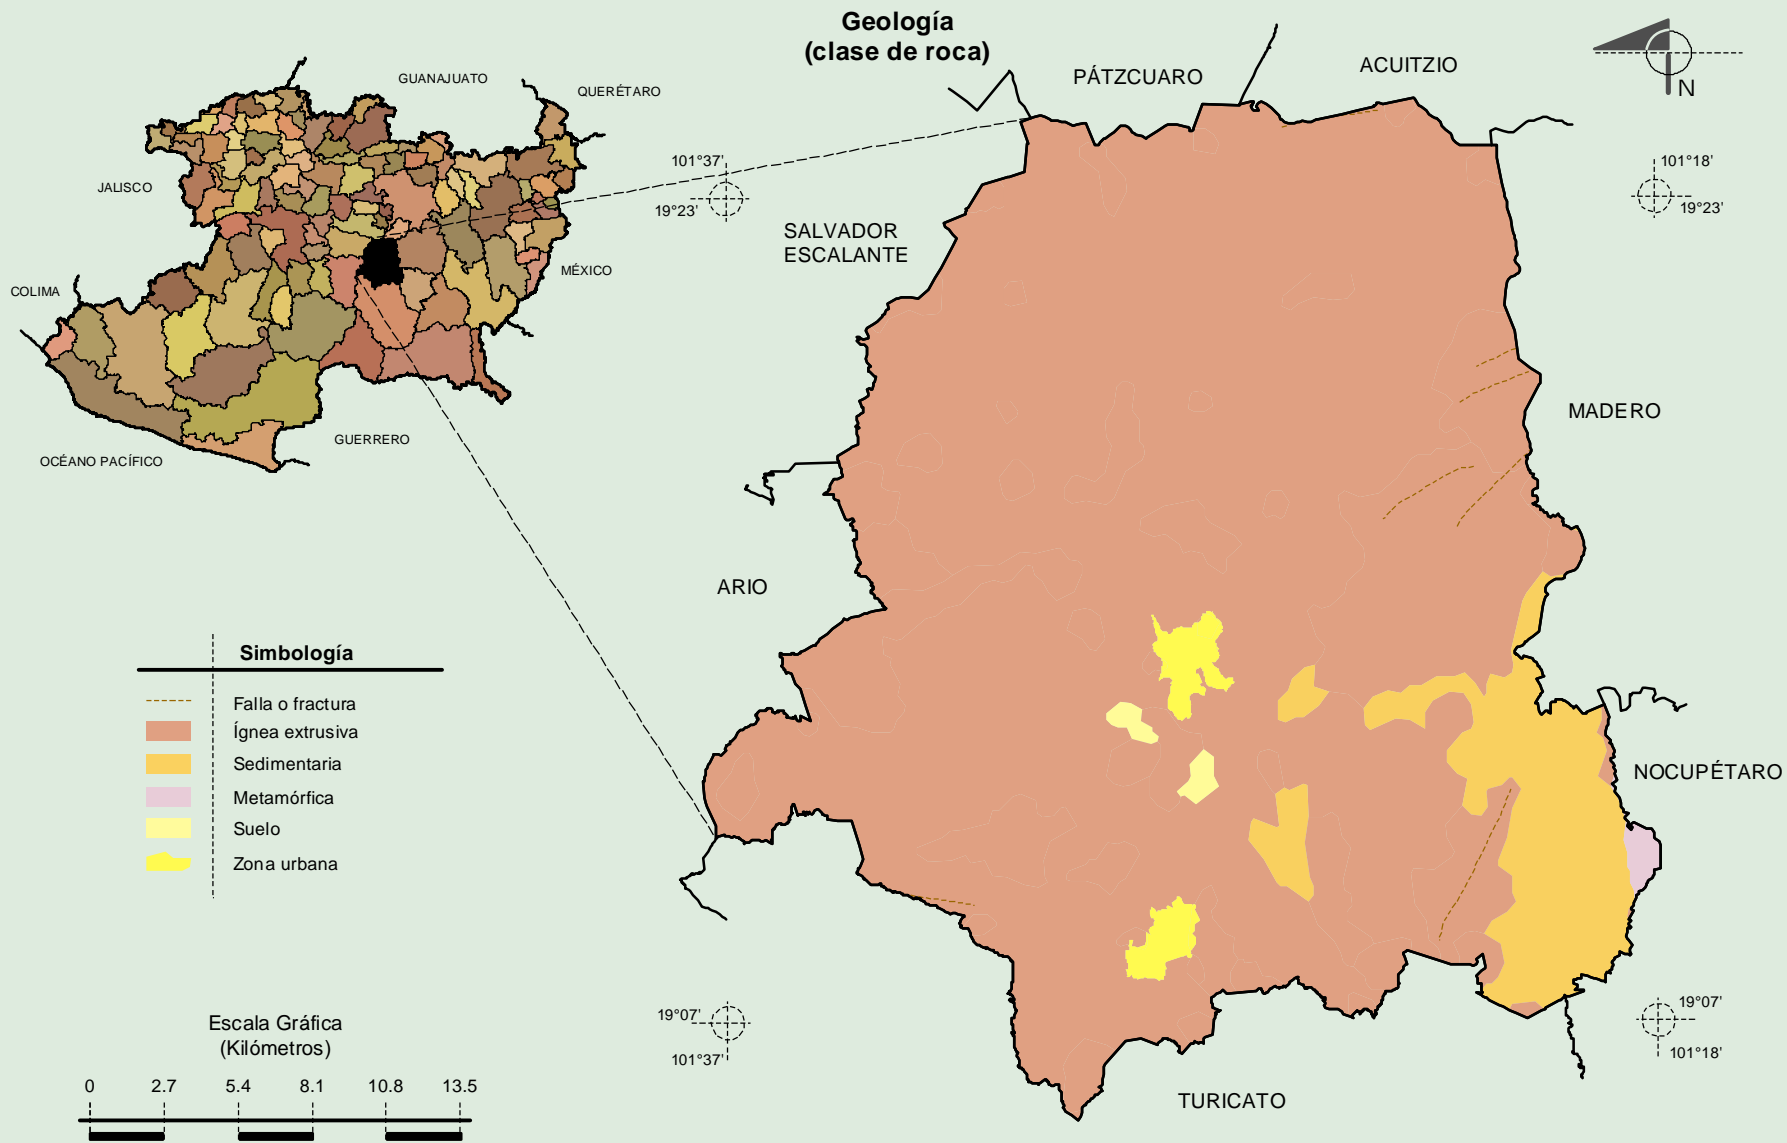 Geología
(clase de roca)
N
GUANAJUATO
QUERÉTARO
JALISCO
COLIMA
MÉXICO
GUERRERO
OCÉANO PACÍFICO
PÁTZCUARO
ACUITZIO
101°37'
19°23'
101°18'
19°23'
SALVADOR
ESCALANTE
MADERO
ARIO
NOCUPÉTARO
TURICATO
19°07'
101°37'
19°07'
101°18'
Simbología
Falla o fractura
Ígnea extrusiva
Sedimentaria
Metamórfica
Suelo
Zona urbana
Escala Gráfica
(Kilómetros)
0 2.7 5.4 8.1 10.8 13.5